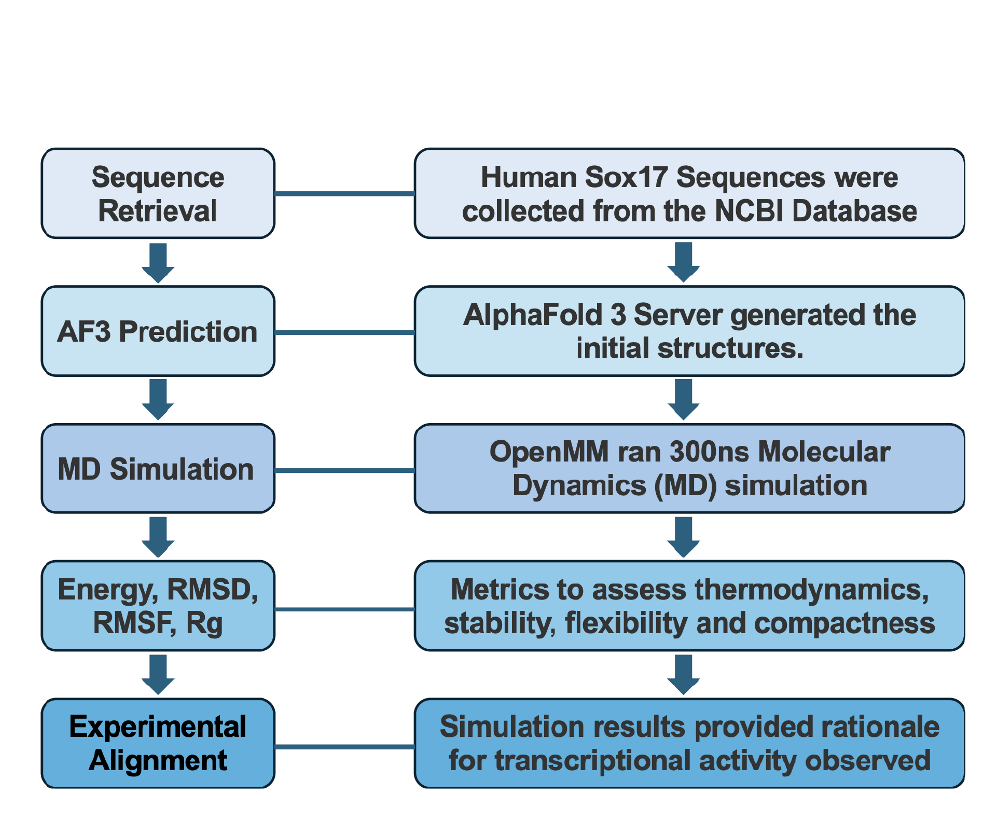 Sequence
Retrieval
Human Sox17 Sequences were
collected from the NCBI Database
AF3 Prediction
AlphaFold 3 Server generated the
initial structures.
MD Simulation
OpenMM ran 300ns Molecular
Dynamics (MD) simulation
Energy, RMSD,
RMSF, Rg
Metrics to assess thermodynamics,
stability, flexibility and compactness
Experimental
Alignment
Simulation results provided rationale
for transcriptional activity observed